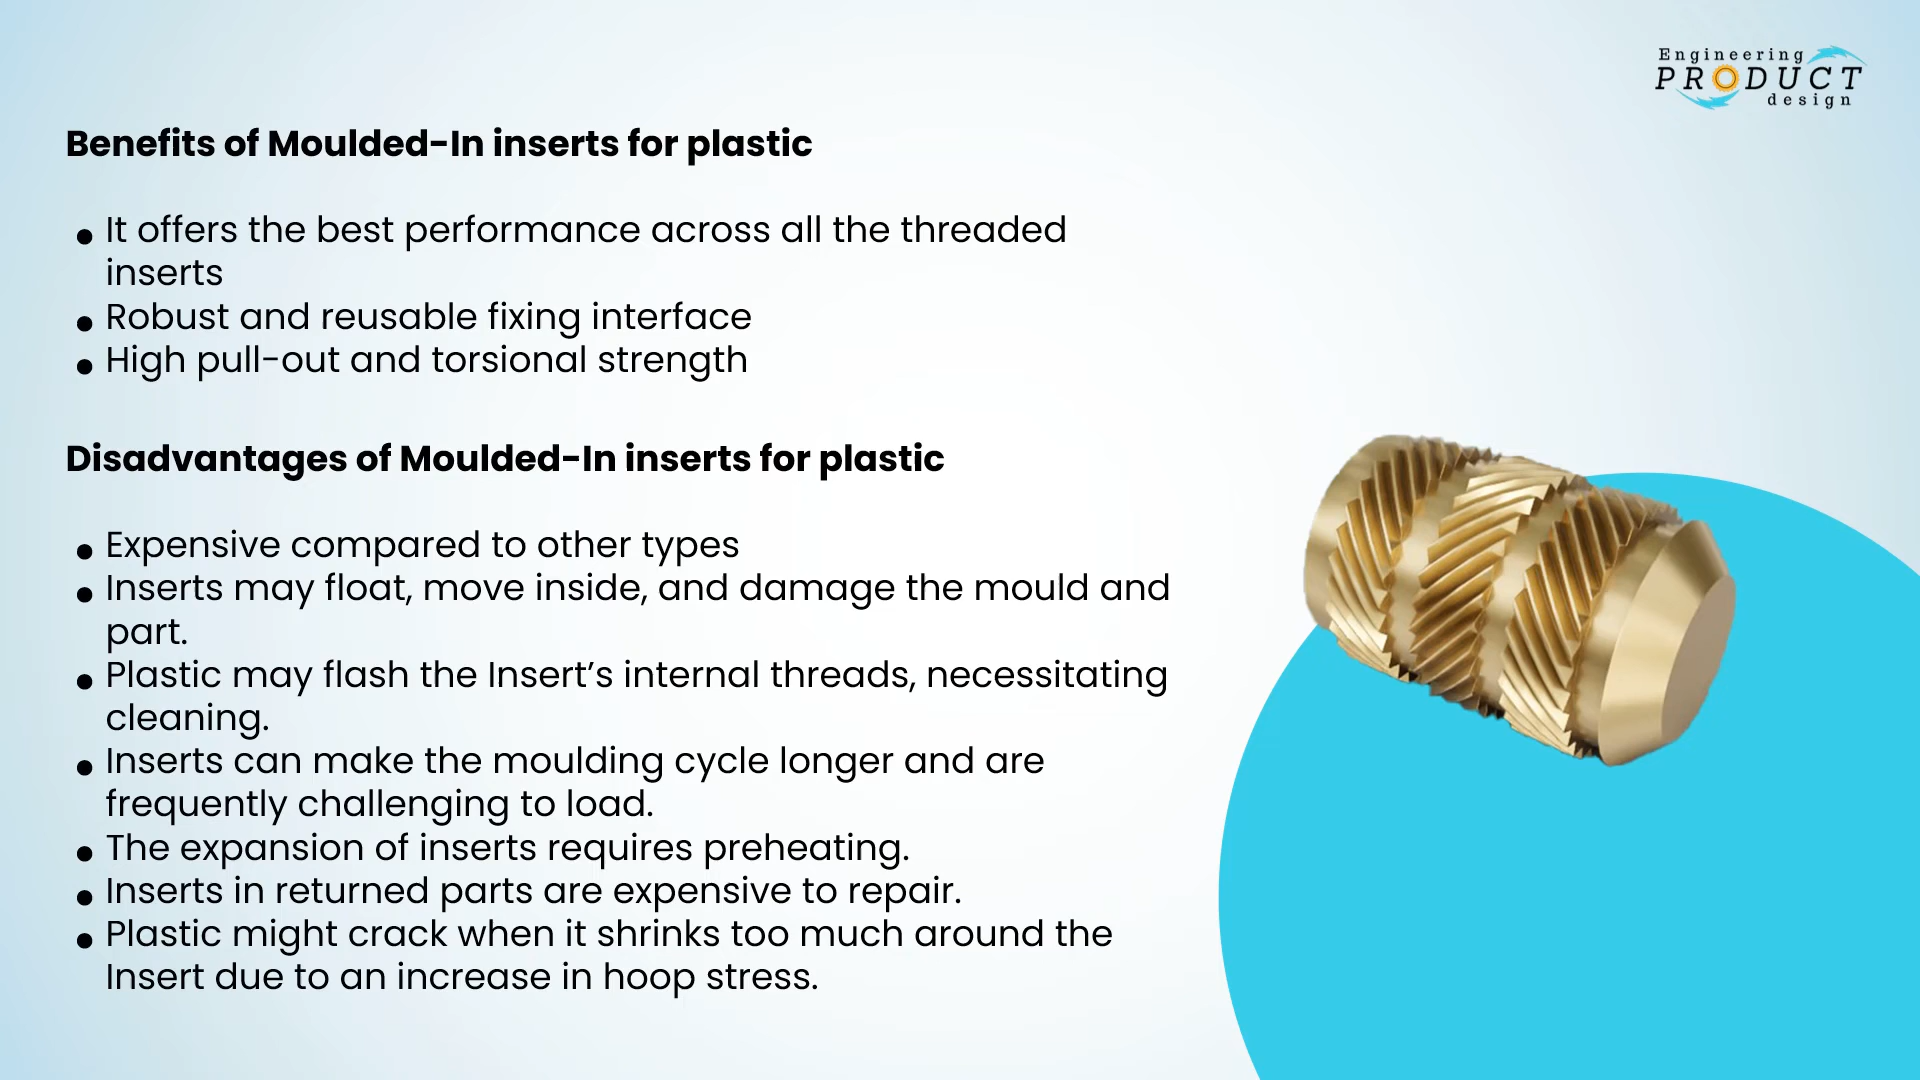 Engineering
PRODUCT
design
Benefits of Moulded-In inserts for plastic
• It offers the best performance across all the threaded
inserts
• Robust and reusable fixing interface
• High pull-out and torsional strength
Disadvantages of Moulded-In inserts for plastic
• Expensive compared to other types
• Inserts may float, move inside, and damage the mould and
part.
• Plastic may flash the Insert’s internal threads, necessitating
cleaning.
• Inserts can make the moulding cycle longer and are
frequently challenging to load.
• The expansion of inserts requires preheating.
• Inserts in returned parts are expensive to repair.
• Plastic might crack when it shrinks too much around the
Insert due to an increase in hoop stress.